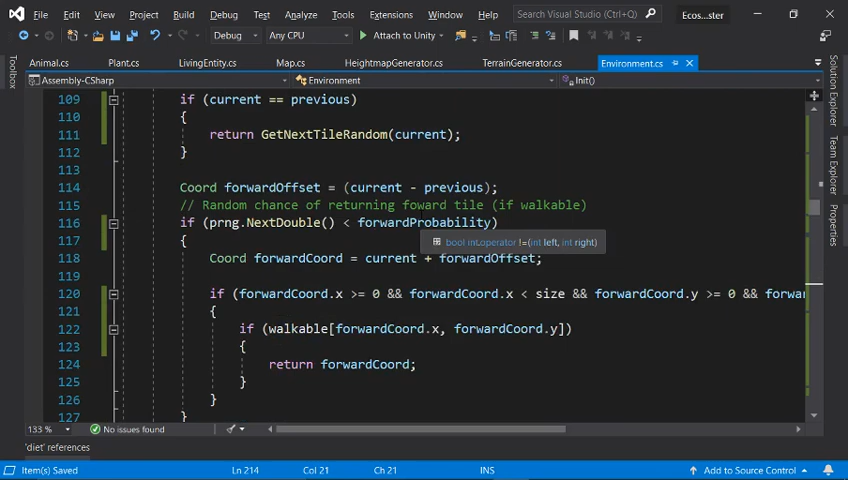 File Edit View Git Project Build Debug Test Analyze Tools Extensions Window Help Search Visual Studio (Ctrl+Q) Ecos...ster
Debug Any CPU Attach to Unity
Animal.cs Plant.cs LivingEntity.cs Map.cs HeightmapGenerator.cs TerrainGenerator.cs Environment.cs
Assembly-CSharp Environment Init()
Toolbox
109 if (current == previous)
110 {
111 return GetNextTileRandom(current);
112 }
113
114 Coord forwardOffset = (current - previous);
115 // Random chance of returning foward tile (if walkable)
116 if (prng.NextDouble() < forwardProbability)
bool int.operator !=(int left, int right)
117 {
118 Coord forwardCoord = current + forwardOffset;
119
120 if (forwardCoord.x >= 0 && forwardCoord.x < size && forwardCoord.y >= 0 && forwa
121 {
122 if (walkable[forwardCoord.x, forwardCoord.y])
123 {
124 return forwardCoord;
125 }
126 }
127 }
Solution Explorer
Team Explorer
Properties
133 % No issues found
'diet' references
Item(s) Saved Ln 214 Col 21 Ch 21 INS Add to Source Control